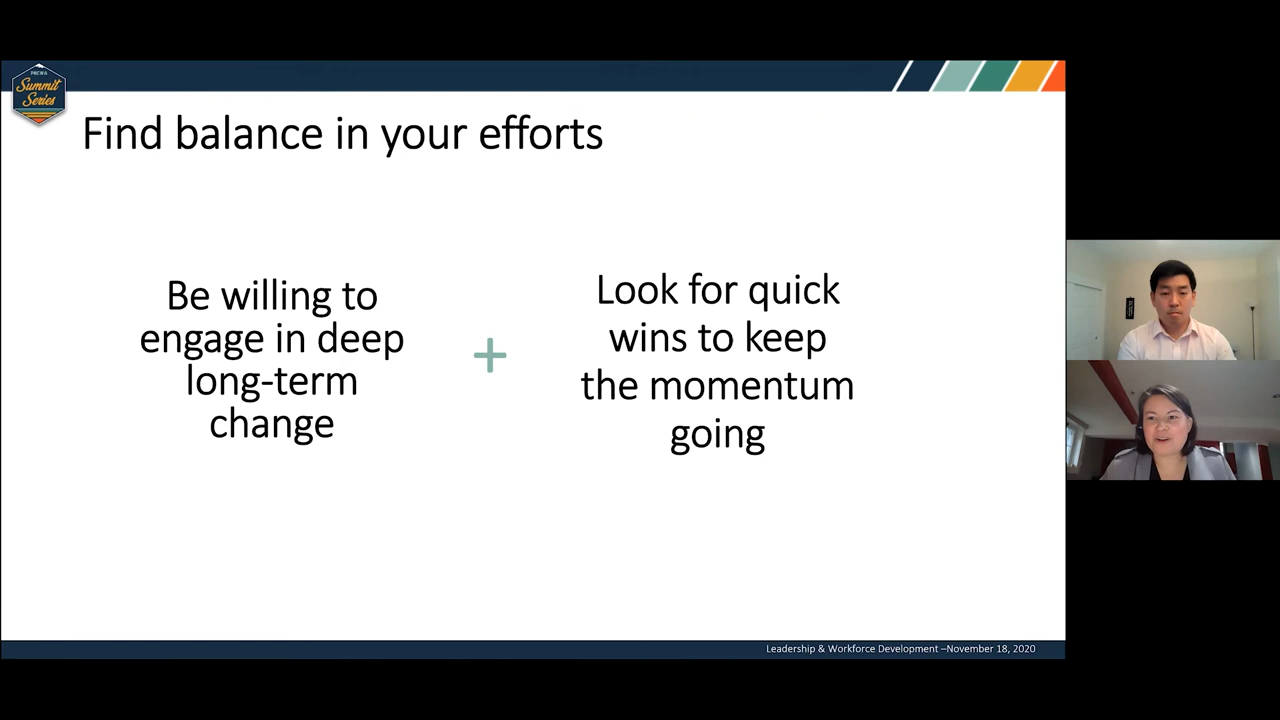 PNCWA
Summit
Series
Find balance in your efforts
Be willing to
engage in deep
long-term
change
+
Look for quick
wins to keep
the momentum
going
Leadership & Workforce Development –November 18, 2020